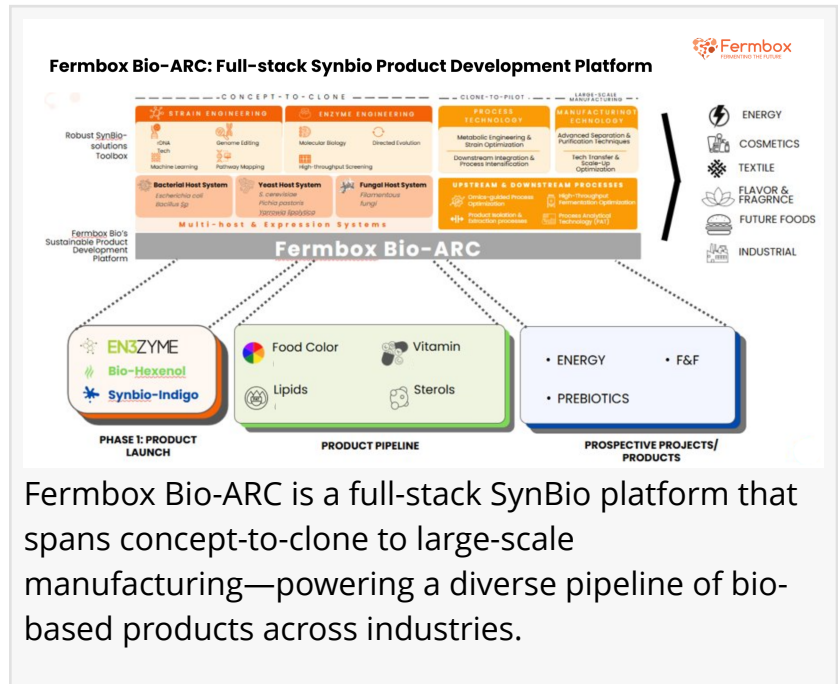 Fermbox
FERMENTING THE FUTURE
Fermbox Bio-ARC: Full-stack Synbio Product Development Platform
CONCEPT-TO-CLONE
CLONE-TO-PILOT
LARGE-SCALE
MANUFACTURING
Robust SynBio-
solutions
Toolbox
STRAIN ENGINEERING
rDNA
Tech
Genome Editing
Machine Learning
Pathway Mapping
ENZYME ENGINEERING
Molecular Biology
Directed Evolution
High-throughput Screening
PROCESS
TECHNOLOGY
Metabolic Engineering &
Strain Optimization
Downstream Integration &
Process Intensification
MANUFACTURINGT
ECHNOLOGY
Advanced Separation &
Purification Techniques
Tech Transfer &
Scale-Up
Optimization
Bacterial Host System
Escherichia coli
Bacillus sp
Yeast Host System
S. cerevisiae
Pichia pastoris
Yarrowia lipolytica
Fungal Host System
Filamentous
fungi
Multi-host & Expression Systems
UPSTREAM & DOWNSTREAM PROCESSES
Omics-guided Process
Optimization
High-Throughput
Fermentation Optimization
Product Isolation &
Extraction processes
Process Analytical
technology (PAT)
Fermbox Bio's
Sustainable Product
Development
Platform
Fermbox Bio-ARC
ENERGY
COSMETICS
TEXTILE
FLAVOR &
FRAGRNCE
FUTURE FOODS
INDUSTRIAL
EN3ZYME
Bio-Hexenol
Synbio-Indigo
PHASE 1: PRODUCT
LAUNCH
Food Color
Vitamin
Lipids
Sterols
PRODUCT PIPELINE
• ENERGY
• F&F
• PREBIOTICS
PROSPECTIVE PROJECTS/
PRODUCTS
Fermbox Bio-ARC is a full-stack SynBio platform that
spans concept-to-clone to large-scale
manufacturing—powering a diverse pipeline of bio-
based products across industries.